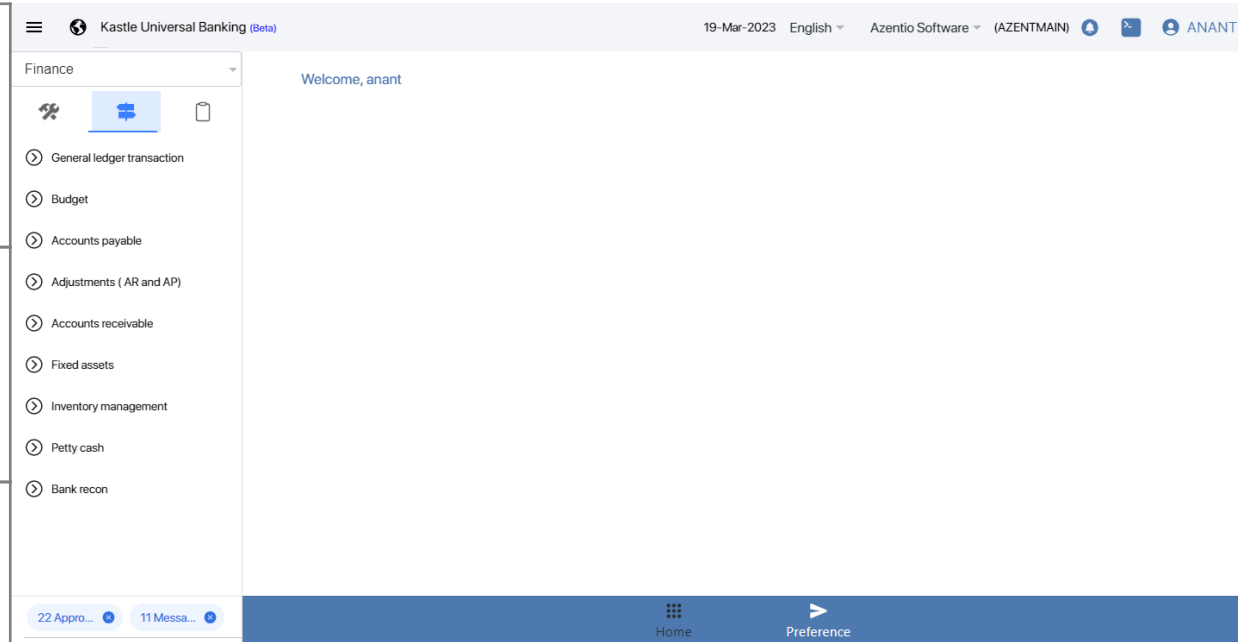 Kastle Universal Banking (Beta)
19-Mar-2023 English Azentio Software (AZENTMAIN) ANANT
Finance
Welcome, anant
General ledger transaction
Budget
Accounts payable
Adjustments ( AR and AP)
Accounts receivable
Fixed assets
Inventory management
Petty cash
Bank recon
22 Appro... 11 Messa...
Home Preference